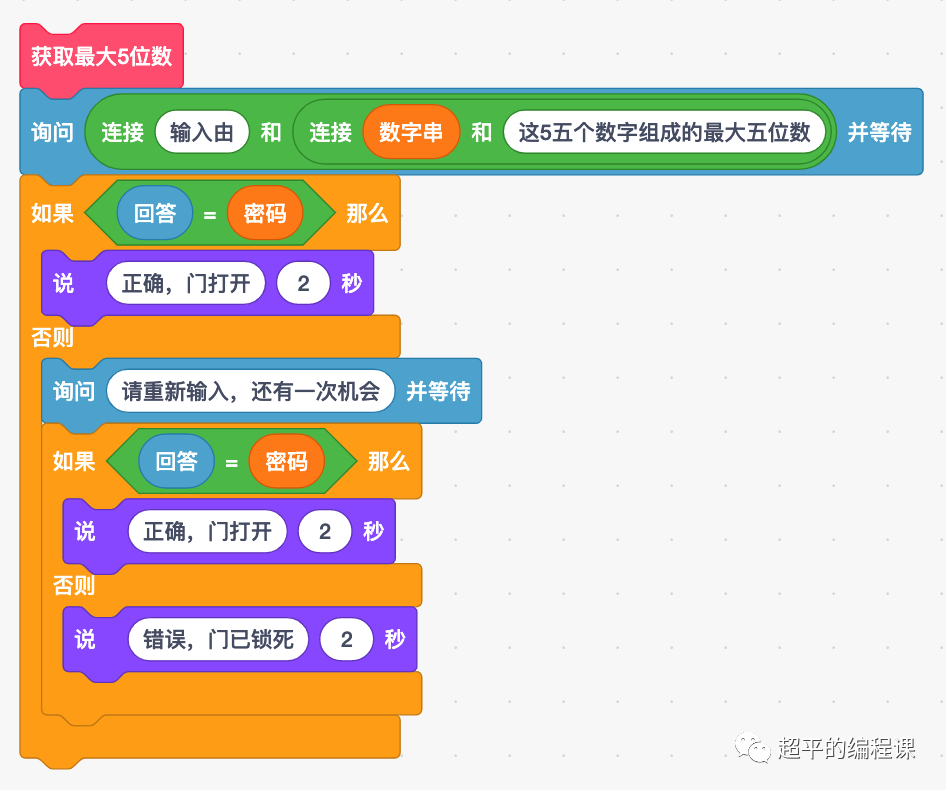 获取最大5位数
询问 连接 输入由 和 连接 数字串 和 这5五个数字组成的最大五位数 并等待
如果 回答 = 密码 那么
说 正确，门打开 2 秒
否则
询问 请重新输入，还有一次机会 并等待
如果 回答 = 密码 那么
说 正确，门打开 2 秒
否则
说 错误，门已锁死 2 秒
超平的编程课